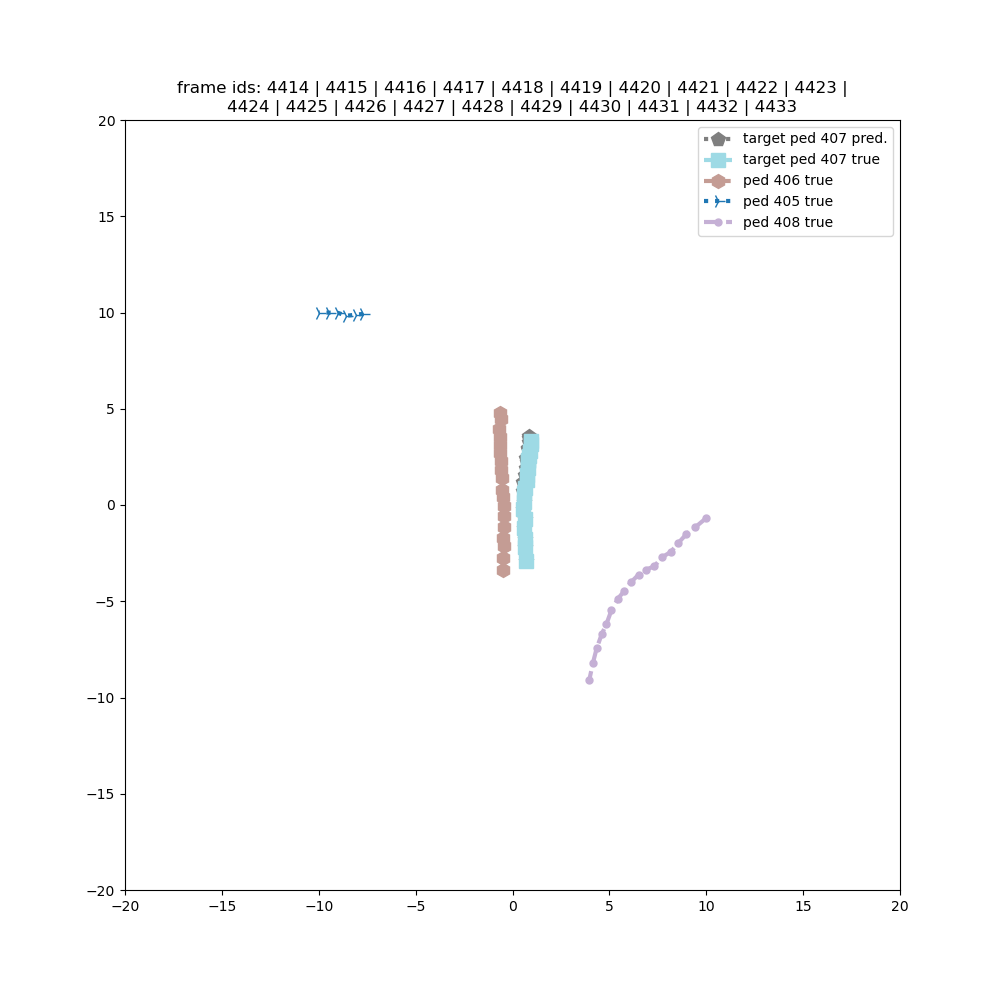 frame ids: 4414 | 4415 | 4416 | 4417 | 4418 | 4419 | 4420 | 4421 | 4422 | 4423 |
4424 | 4425 | 4426 | 4427 | 4428 | 4429 | 4430 | 4431 | 4432 | 4433
target ped 407 pred.
target ped 407 true
ped 406 true
ped 405 true
ped 408 true
20
15
10
5
0
−5
−10
−15
−20
−20 −15 −10 −5 0 5 10 15 20